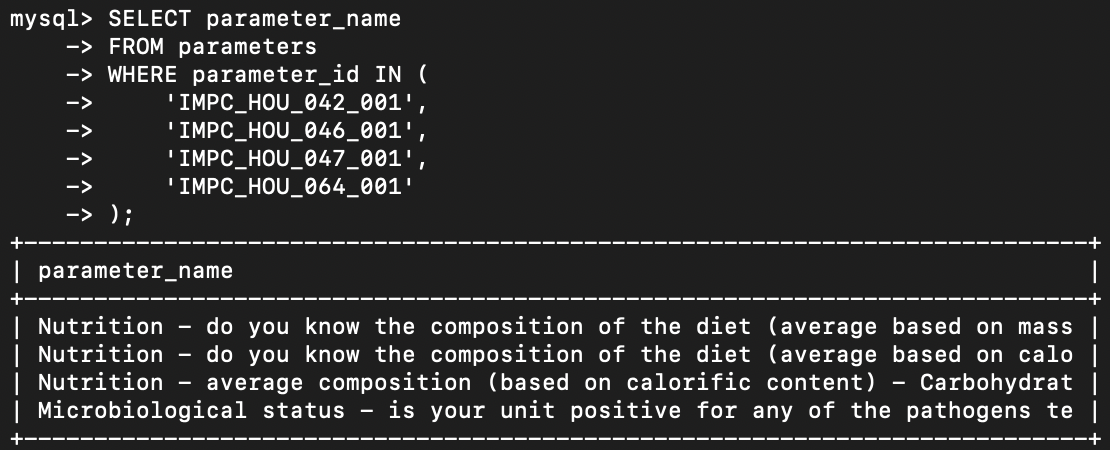 mysql> SELECT parameter_name
    -> FROM parameters
    -> WHERE parameter_id IN (
    ->     'IMPC_HOU_042_001',
    ->     'IMPC_HOU_046_001',
    ->     'IMPC_HOU_047_001',
    ->     'IMPC_HOU_064_001'
    -> );
+----------------------------------------------------------------------------+
| parameter_name                                                             |
+----------------------------------------------------------------------------+
| Nutrition - do you know the composition of the diet (average based on mass |
| Nutrition - do you know the composition of the diet (average based on calo |
| Nutrition - average composition (based on calorific content) - Carbohydrat |
| Microbiological status - is your unit positive for any of the pathogens te |
+----------------------------------------------------------------------------+